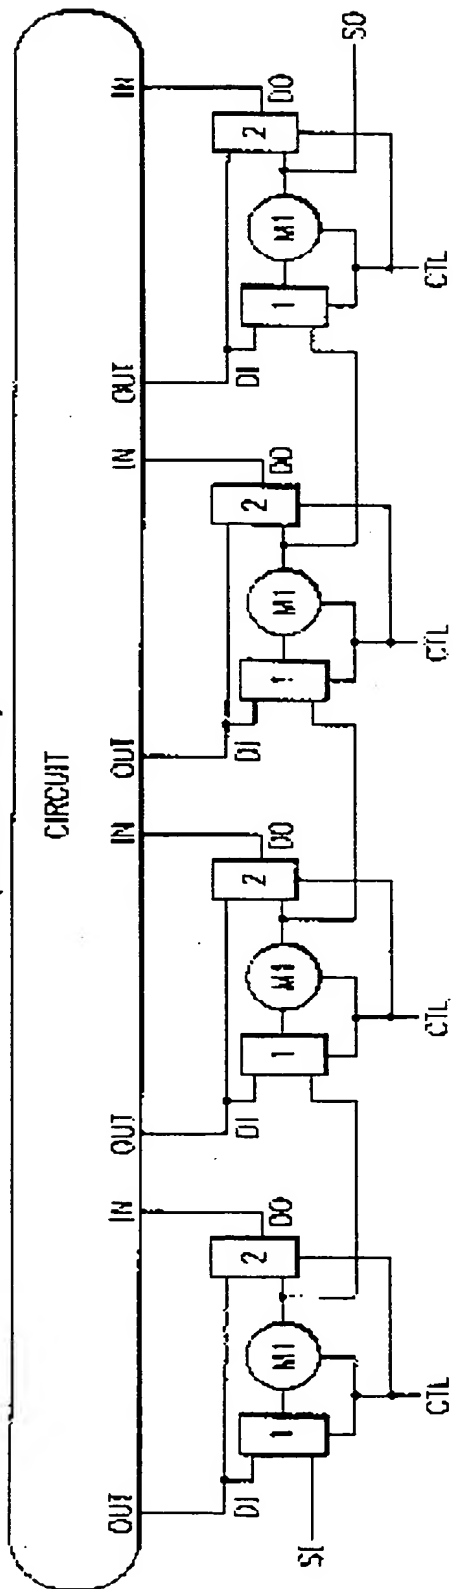 CIRCUIT
OUT IN OUT IN OUT IN OUT IN
2 2 2 2
DI DO DI DO DI DO DI DO
1 M1 1 M1 1 M1 1 M1
SI
SO
CTL CTL CTL CTL